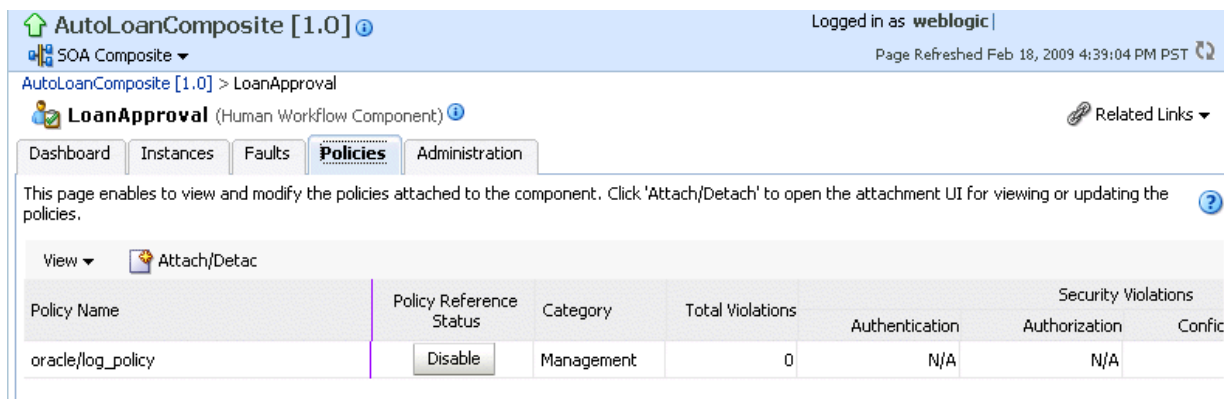 AutoLoanComposite [1.0]
Logged in as weblogic
SOA Composite
Page Refreshed Feb 18, 2009 4:39:04 PM PST
AutoLoanComposite [1.0] > LoanApproval
LoanApproval (Human Workflow Component)
Related Links
Dashboard Instances Faults Policies Administration
This page enables to view and modify the policies attached to the component. Click 'Attach/Detach' to open the attachment UI for viewing or updating the
policies.
View Attach/Detac
Policy Name Policy Reference Status Category Total Violations Security Violations
Authentication Authorization Confic
oracle/log_policy Disable Management 0 N/A N/A